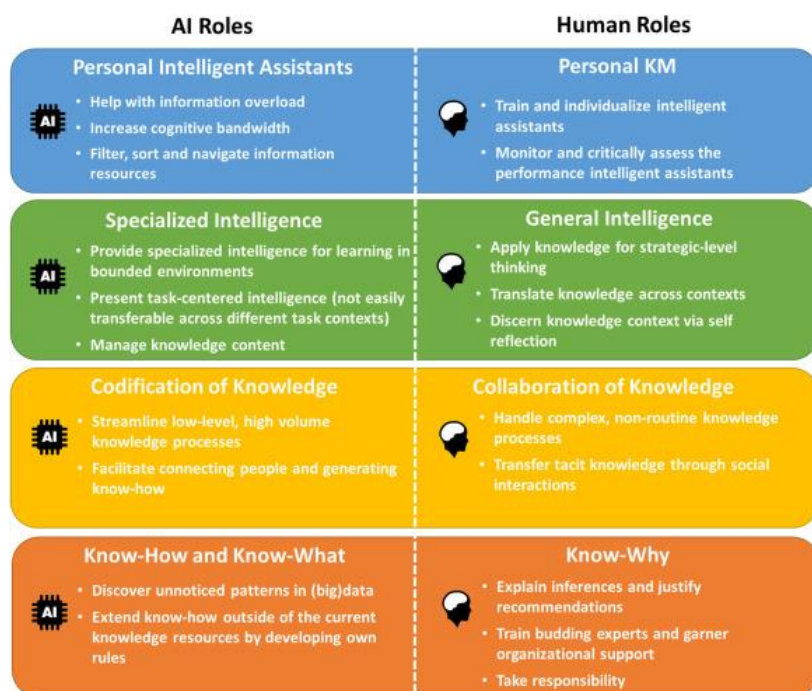 AI Roles
Human Roles
Personal Intelligent Assistants
Help with information overload
AI
Increase cognitive bandwidth
Filter, sort and navigate information
resources
Personal KM
Train and individualize intelligent
assistants
Monitor and critically assess the
performance intelligent assistants
Specialized Intelligence
Provide specialized intelligence for learning in
bounded environments
AI
Present task-centered intelligence (not easily
transferable across different task contexts)
Manage knowledge content
General Intelligence
Apply knowledge for strategic-level
thinking
Translate knowledge across contexts
Discern knowledge context via self
reflection
Codification of Knowledge
Streamline low-level, high volume
knowledge processes
AI
Facilitate connecting people and generating
know-how
Collaboration of Knowledge
Handle complex, non-routine knowledge
processes
Transfer tacit knowledge through social
interactions
Know-How and Know-What
Discover unnoticed patterns in (big)data
AI
Extend know-how outside of the current
knowledge resources by developing own
rules
Know-Why
Explain inferences and justify
recommendations
Train budding experts and garner
organizational support
Take responsibility